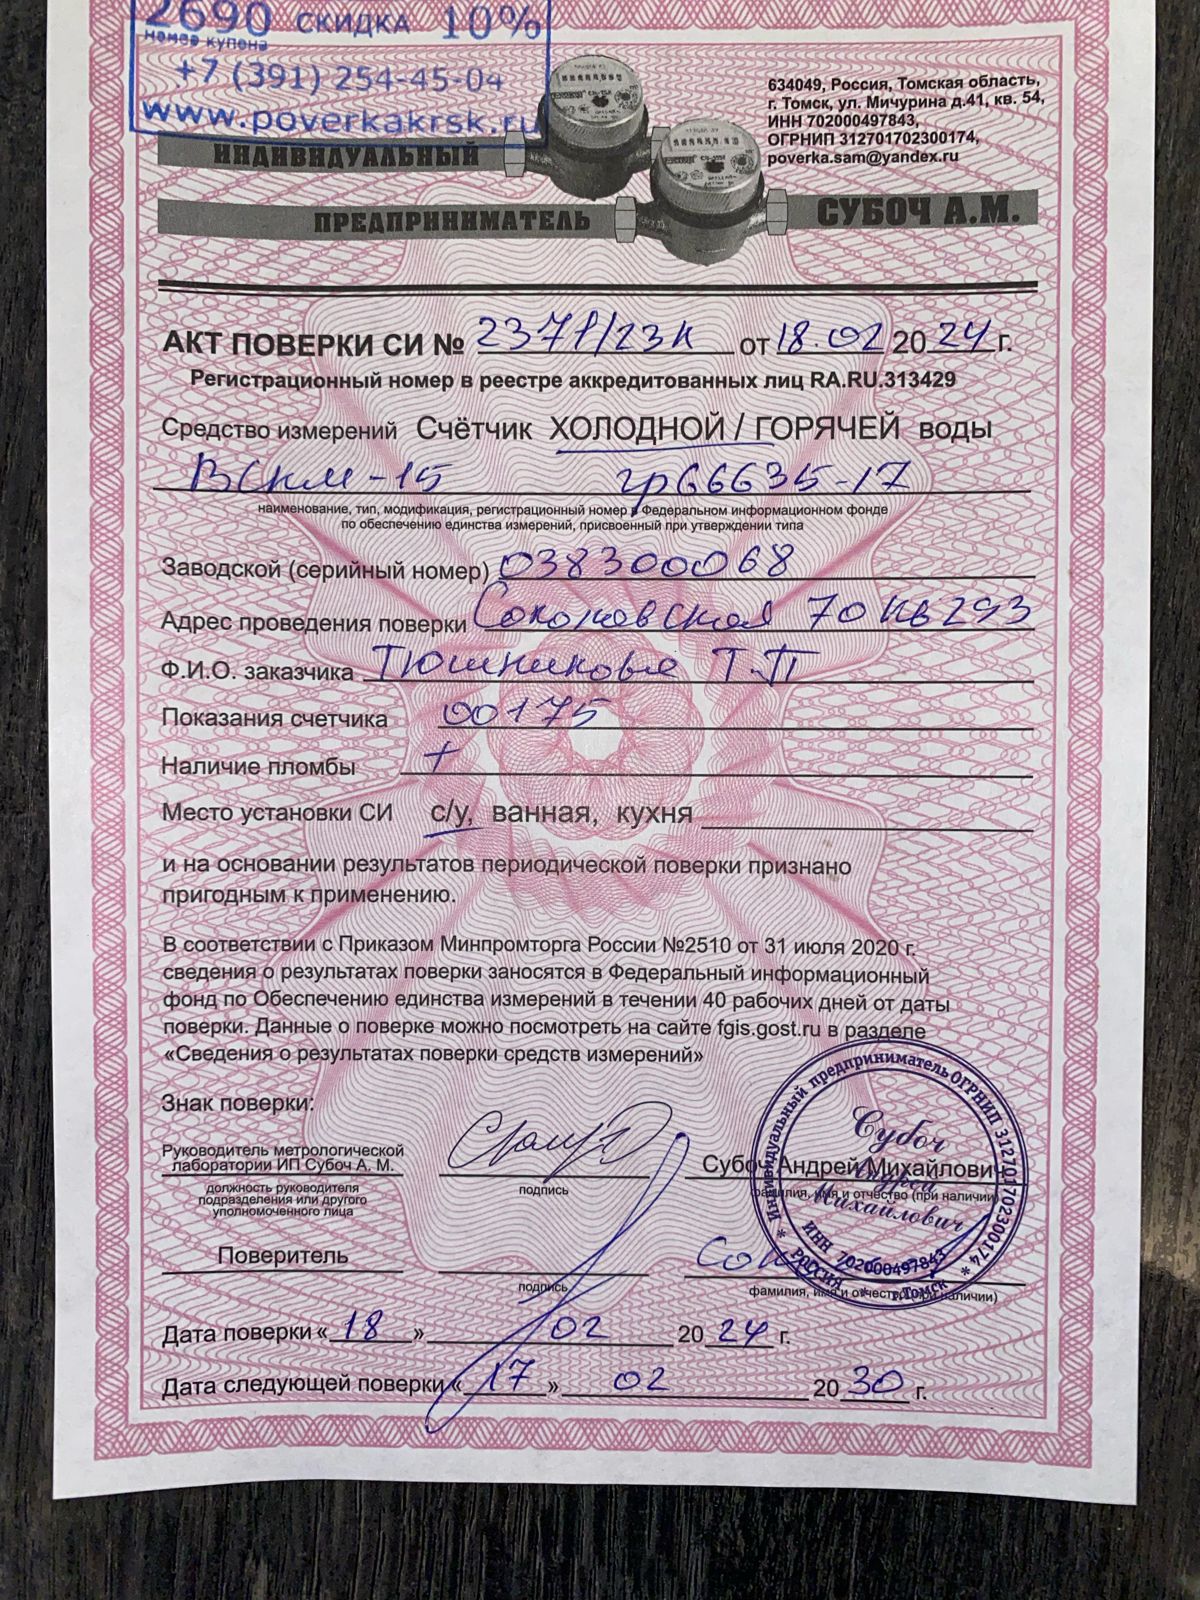 2690 СКИДКА 10%
номер купона
+7 (391) 254-45-04
www.poverkakrsk.ru
634049, Россия, Томская область,
г. Томск, ул. Мичурина д.41, кв. 54,
ИНН 702000497843,
ОГРНИП 312701702300174,
poverka.sam@yandex.ru
ИНДИВИДУАЛЬНЫЙ
ПРЕДПРИНИМАТЕЛЬ СУБОЧ А.М.
АКТ ПОВЕРКИ СИ № 2371/23К от 18.02 2024 г.
Регистрационный номер в реестре аккредитованных лиц RA.RU.313429
Средство измерений Счётчик ХОЛОДНОЙ / ГОРЯЧЕЙ воды
ВСКМ-15 гр66635-17
наименование, тип, модификация, регистрационный номер в Федеральном информационном фонде
по обеспечению единства измерений, присвоенный при утверждении типа
Заводской (серийный номер) 038300068
Адрес проведения поверки 70 кв 293
Ф.И.О. заказчика Т.П
Показания счетчика 00175
Наличие пломбы +
Место установки СИ с/у, ванная, кухня
и на основании результатов периодической поверки признано
пригодным к применению.
В соответствии с Приказом Минпромторга России №2510 от 31 июля 2020 г.
сведения о результатах поверки заносятся в Федеральный информационный
фонд по Обеспечению единства измерений в течении 40 рабочих дней от даты
поверки. Данные о поверке можно посмотреть на сайте fgis.gost.ru в разделе
«Сведения о результатах поверки средств измерений»
Знак поверки:
Руководитель метрологической
лаборатории ИП Субоч А. М.
Субоч Андрей Михайлович
должность руководителя
подразделения или другого
уполномоченного лица
подпись
фамилия, имя и отчество (при наличии)
Индивидуальный предприниматель ОГРНИП 312701702300174
Субоч
Андрей
Михайлович
ИНН 702000497843
* РОССИЯ * г.Томск *
Поверитель
подпись
фамилия, имя и отчество (при наличии)
Дата поверки « 18 » 02 2024 г.
Дата следующей поверки « 17 » 02 2030 г.